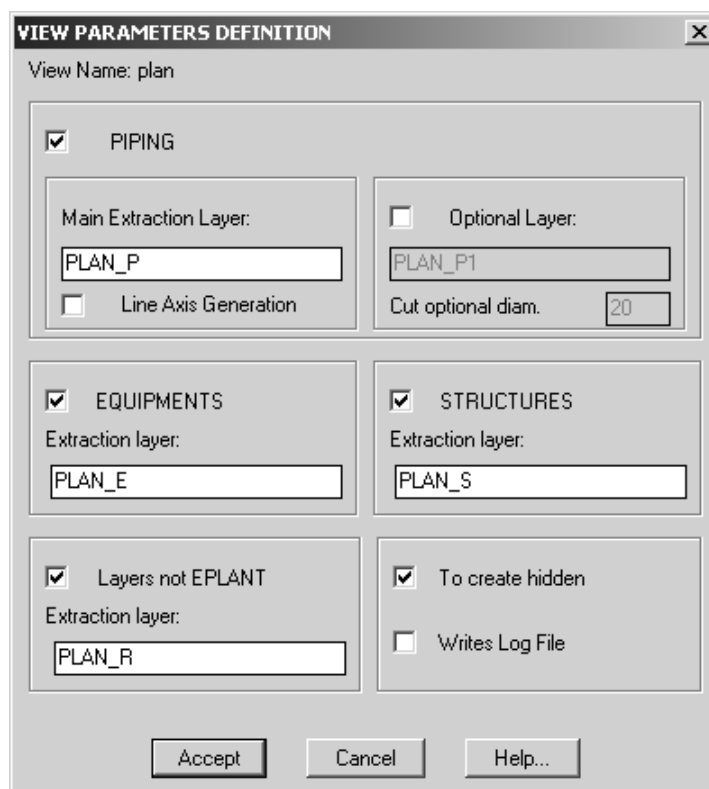 VIEW PARAMETERS DEFINITION
View Name: plan
PIPING
Main Extraction Layer:
PLAN_P
Line Axis Generation
Optional Layer:
PLAN_P1
Cut optional diam. 20
EQUIPMENTS
Extraction layer:
PLAN_E
STRUCTURES
Extraction layer:
PLAN_S
Layers not EPLANT
Extraction layer:
PLAN_R
To create hidden
Writes Log File
Accept Cancel Help...